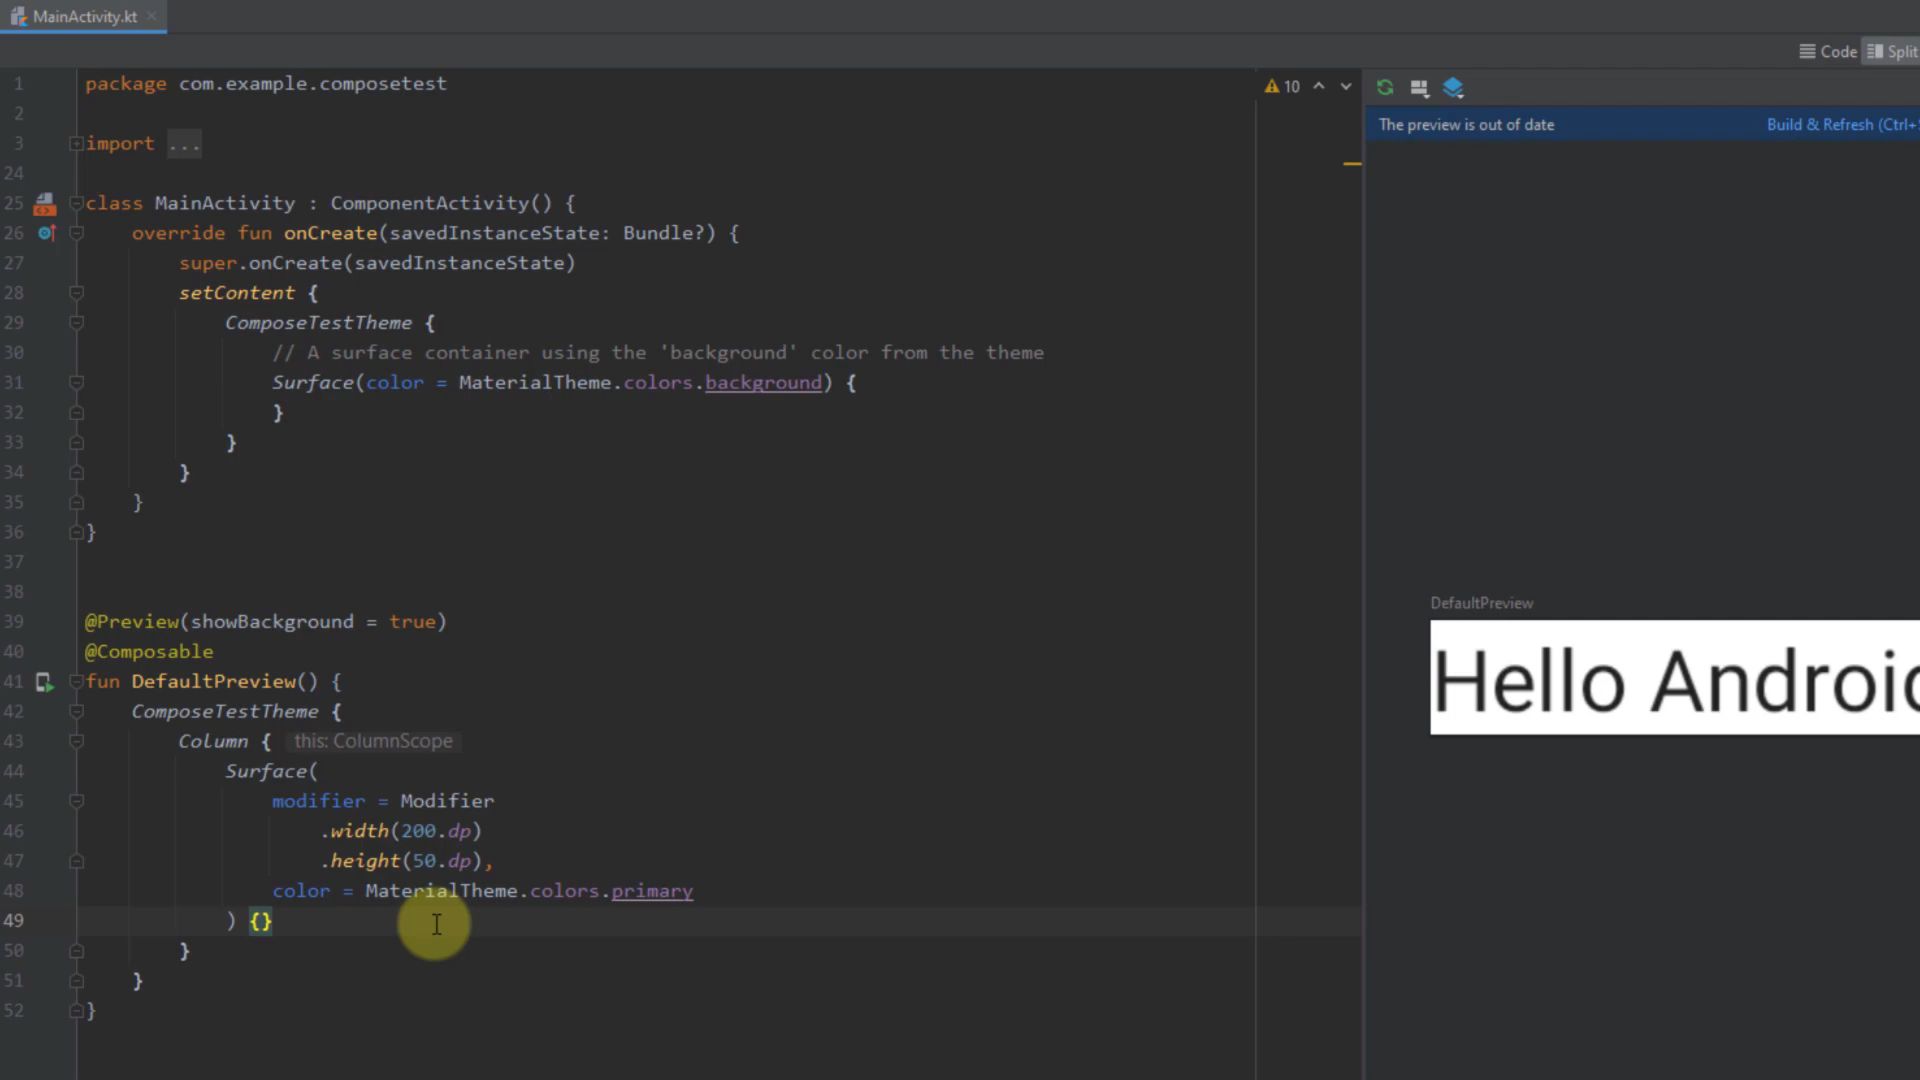 MainActivity.kt
Code
Split
1 package com.example.composetest
10
2
The preview is out of date
Build & Refresh (Ctrl+
3 import ...
24
25 class MainActivity : ComponentActivity() {
26 override fun onCreate(savedInstanceState: Bundle?) {
27 super.onCreate(savedInstanceState)
28 setContent {
29 ComposeTestTheme {
30 // A surface container using the 'background' color from the theme
31 Surface(color = MaterialTheme.colors.background) {
32 }
33 }
34 }
35 }
36 }
37
38
DefaultPreview
Hello Android
39 @Preview(showBackground = true)
40 @Composable
41 fun DefaultPreview() {
42 ComposeTestTheme {
43 Column { this: ColumnScope
44 Surface(
45 modifier = Modifier
46 .width(200.dp)
47 .height(50.dp),
48 color = MaterialTheme.colors.primary
49 ) {}
50 }
51 }
52 }